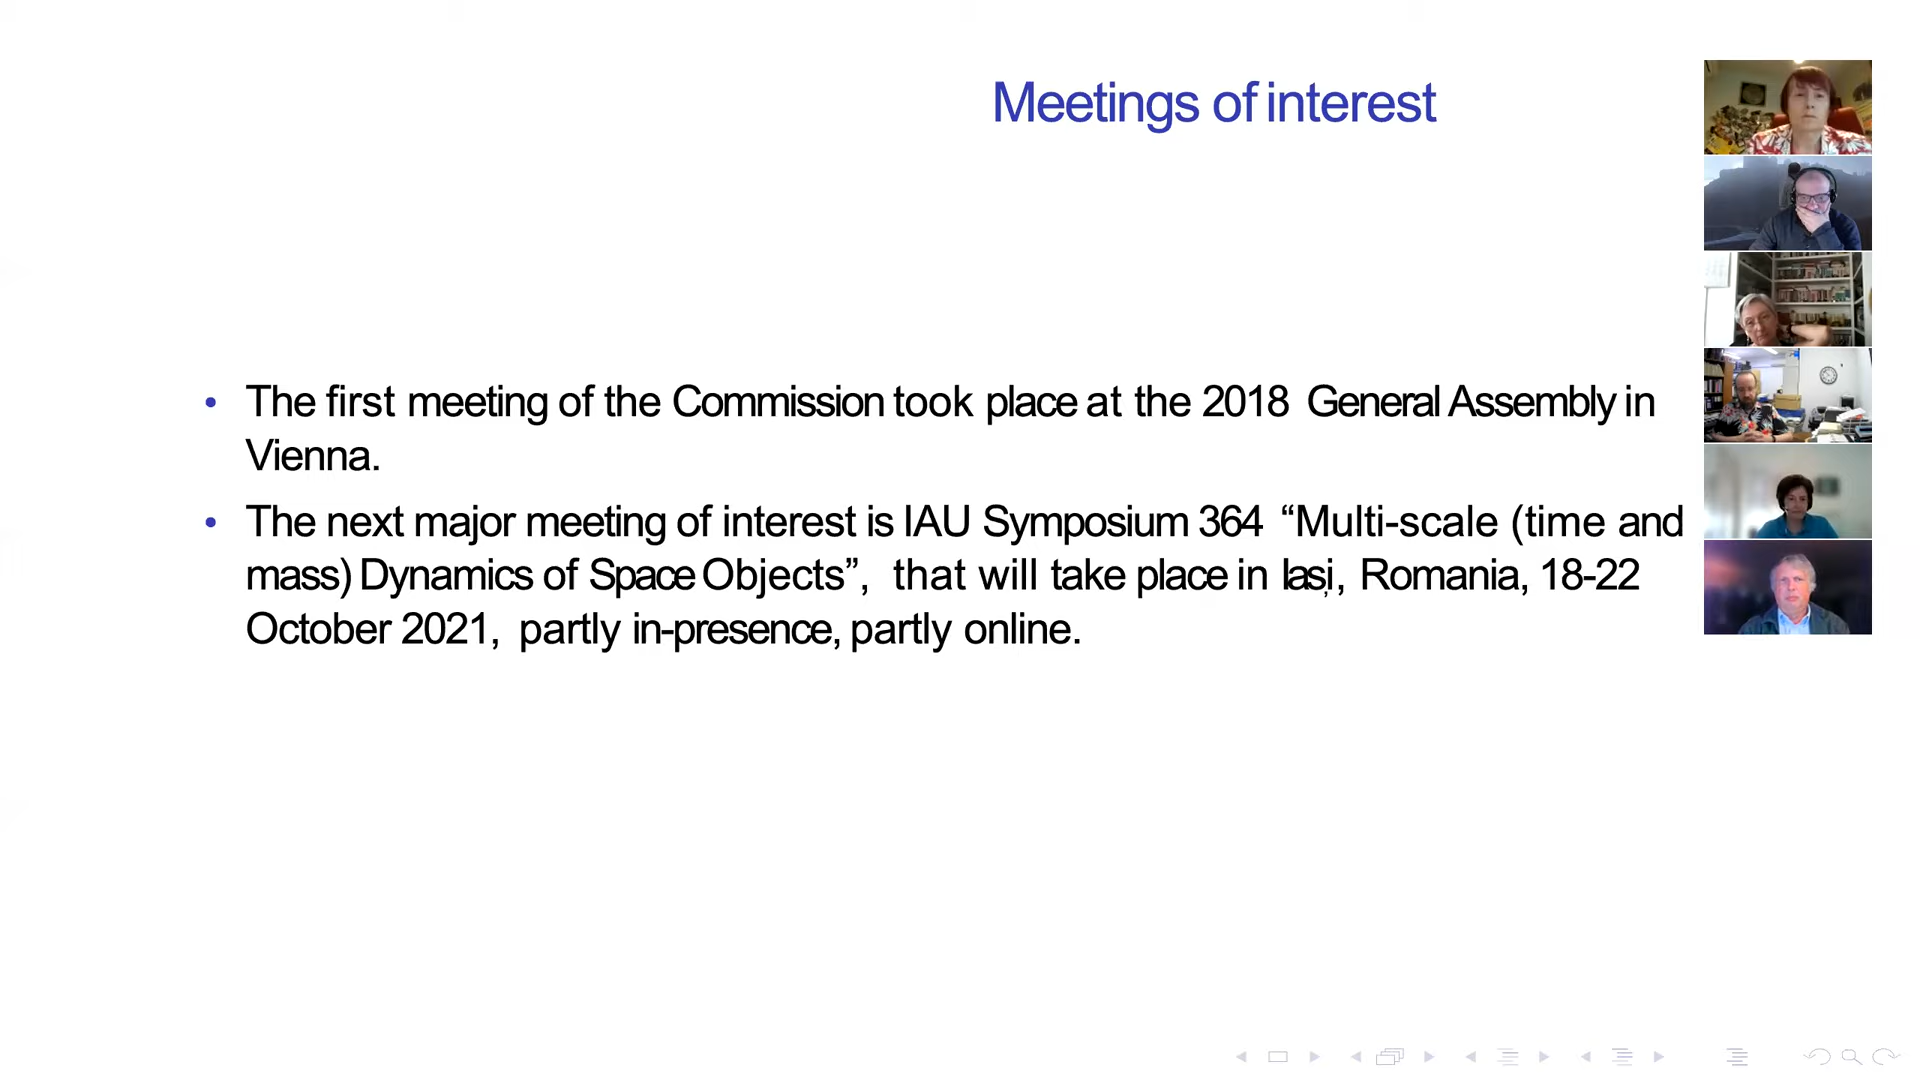 Meetings of interest
• The first meeting of the Commission took place at the 2018 General Assembly in
Vienna.
• The next major meeting of interest is IAU Symposium 364 “Multi-scale (time and
mass) Dynamics of Space Objects”, that will take place in Iași, Romania, 18-22
October 2021, partly in-presence, partly online.